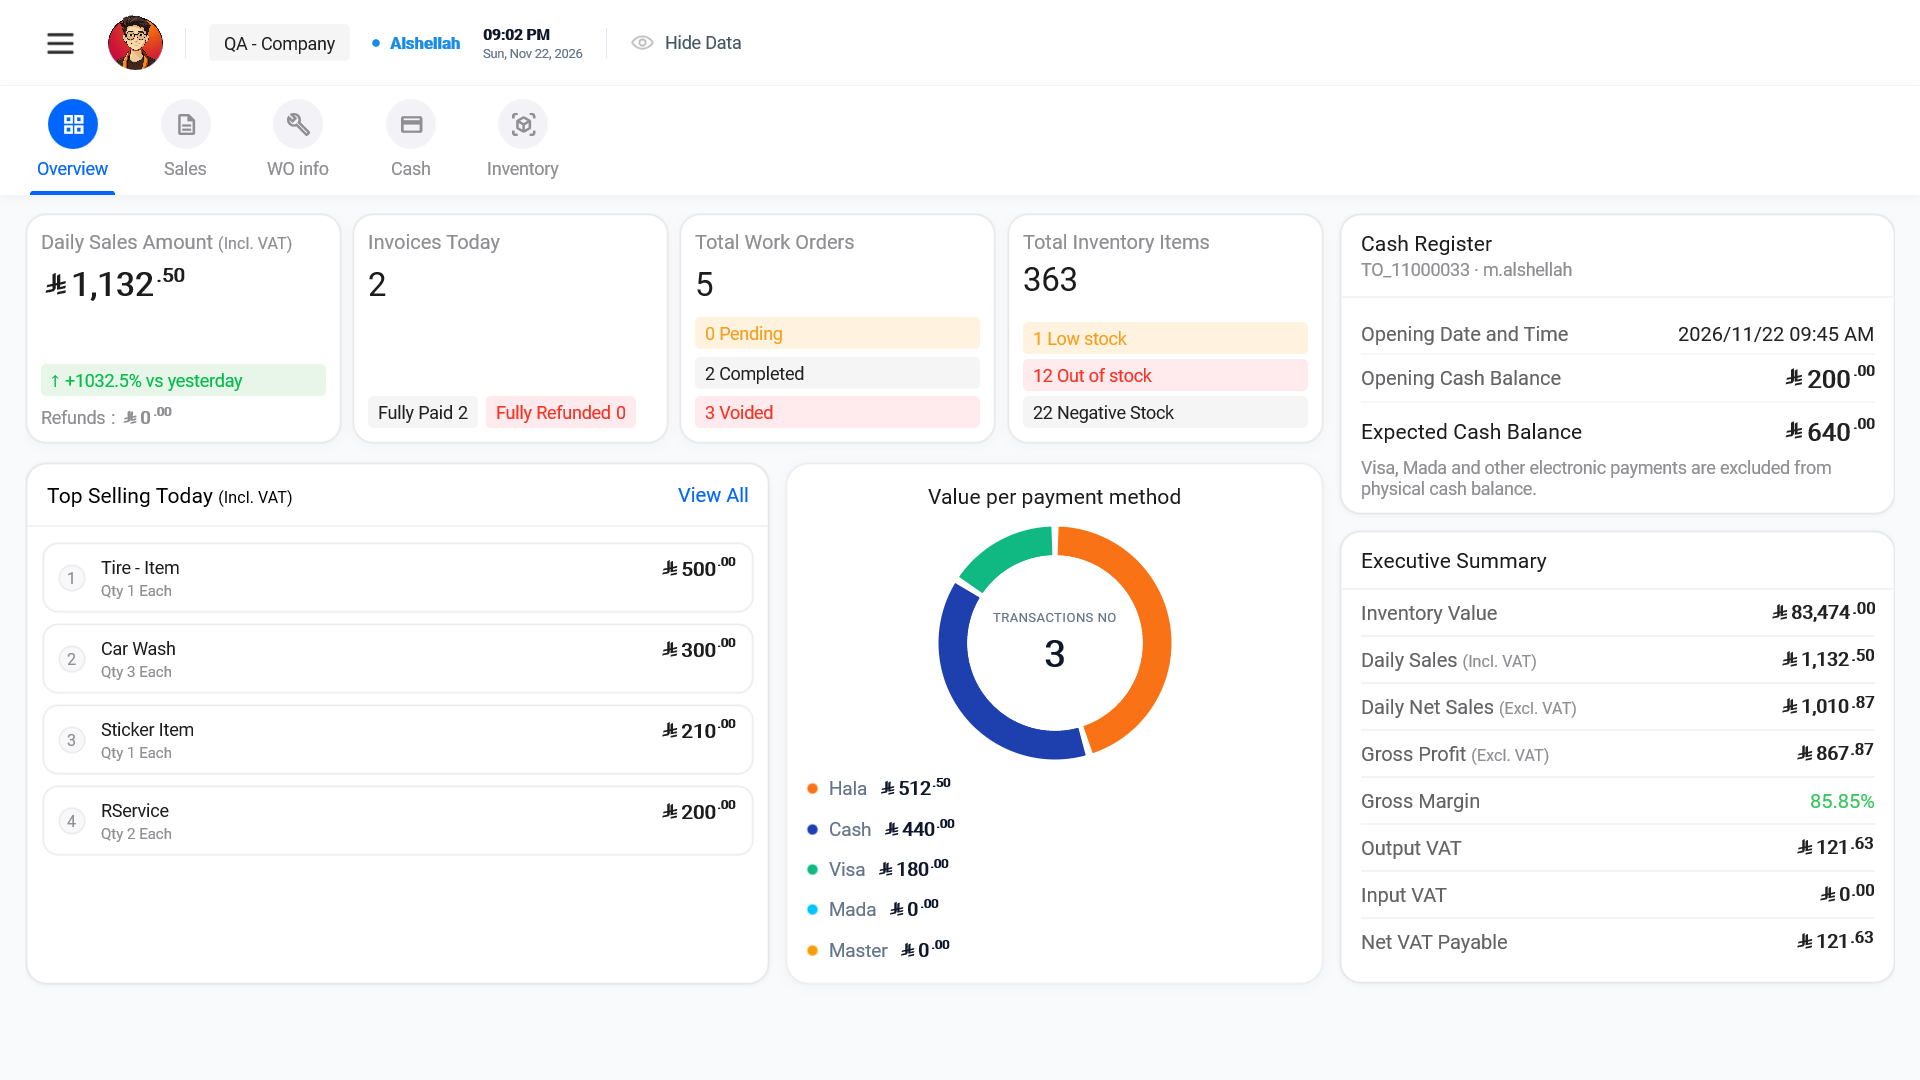 QA - Company
Alshellah
09:02 PM
Sun, Nov 22, 2026
Hide Data
Overview
Sales
WO info
Cash
Inventory
Daily Sales Amount (Incl. VAT)
⃁ 1,132.50
↑ +1032.5% vs yesterday
Refunds : ⃁ 0.00
Invoices Today
2
Fully Paid 2
Fully Refunded 0
Total Work Orders
5
0 Pending
2 Completed
3 Voided
Total Inventory Items
363
1 Low stock
12 Out of stock
22 Negative Stock
Cash Register
TO_11000033 · m.alshellah
Opening Date and Time 2026/11/22 09:45 AM
Opening Cash Balance ⃁ 200.00
Expected Cash Balance ⃁ 640.00
Visa, Mada and other electronic payments are excluded from
physical cash balance.
Top Selling Today (Incl. VAT)
View All
1 Tire - Item ⃁ 500.00
Qty 1 Each
2 Car Wash ⃁ 300.00
Qty 3 Each
3 Sticker Item ⃁ 210.00
Qty 1 Each
4 RService ⃁ 200.00
Qty 2 Each
Value per payment method
TRANSACTIONS NO
3
Hala ⃁ 512.50
Cash ⃁ 440.00
Visa ⃁ 180.00
Mada ⃁ 0.00
Master ⃁ 0.00
Executive Summary
Inventory Value ⃁ 83,474.00
Daily Sales (Incl. VAT) ⃁ 1,132.50
Daily Net Sales (Excl. VAT) ⃁ 1,010.87
Gross Profit (Excl. VAT) ⃁ 867.87
Gross Margin 85.85%
Output VAT ⃁ 121.63
Input VAT ⃁ 0.00
Net VAT Payable ⃁ 121.63